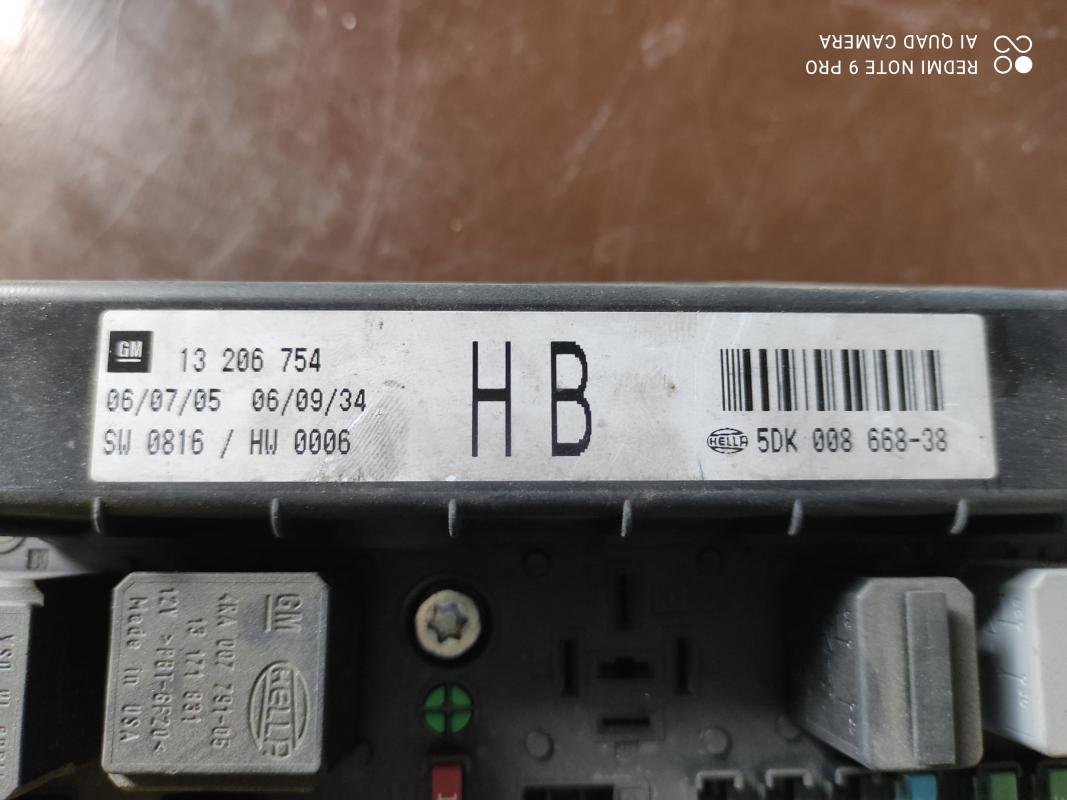 REDMI NOTE 9 PRO
AI QUAD CAMERA
GM 13 206 754
06/07/05 06/09/34
SW 0816 / HW 0006
HB
HELLA 5DK 008 668-38
GM
HELLA
4RA 007 791-05
13 171 691
12V >PBT-GF20<
Made in USA